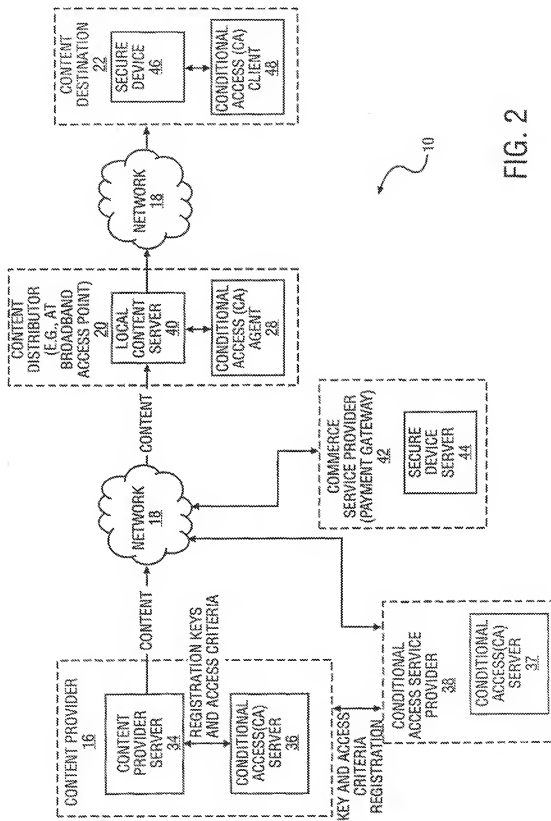 CONTENT PROVIDER
16
CONTENT PROVIDER
SERVER
34
REGISTRATION KEYS
AND ACCESS CRITERIA
CONDITIONAL
ACCESS(CA)
SERVER
36
KEY AND ACCESS
CRITERIA
REGISTRATION
CONDITIONAL
ACCESS SERVICE
PROVIDER
38
CONDITIONAL
ACCESS(CA)
SERVER
37
CONTENT
NETWORK
18
CONTENT
COMMERCE
SERVICE PROVIDER
(PAYMENT GATEWAY)
42
SECURE
DEVICE
SERVER
44
CONTENT
DISTRIBUTOR
(E.G., AT
BROADBAND
ACCESS POINT)
20
LOCAL
CONTENT
SERVER
40
CONDITIONAL
ACCESS (CA)
AGENT
28
NETWORK
18
CONTENT
DESTINATION
22
SECURE
DEVICE
46
CONDITIONAL
ACCESS (CA)
CLIENT
48
10
FIG. 2